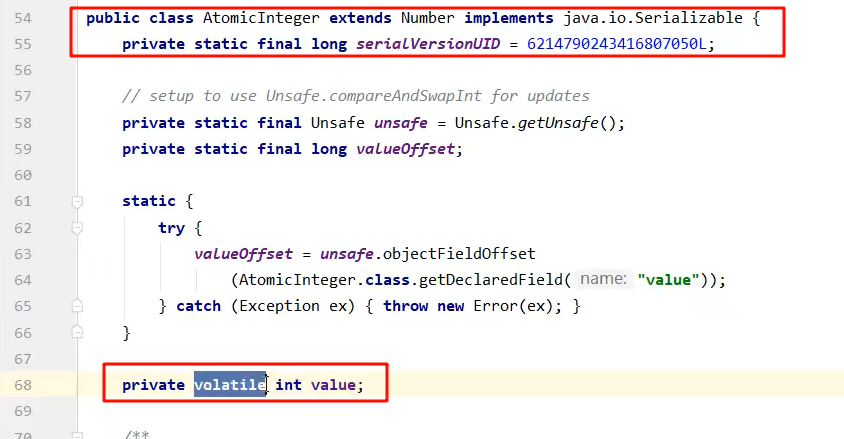 54 public class AtomicInteger extends Number implements java.io.Serializable {
55 private static final long serialVersionUID = 6214790243416807050L;
56
57 // setup to use Unsafe.compareAndSwapInt for updates
58 private static final Unsafe unsafe = Unsafe.getUnsafe();
59 private static final long valueOffset;
60
61 static {
62 try {
63 valueOffset = unsafe.objectFieldOffset
64 (AtomicInteger.class.getDeclaredField( name: "value"));
65 } catch (Exception ex) { throw new Error(ex); }
66 }
67
68 private volatile int value;
69
70 /**